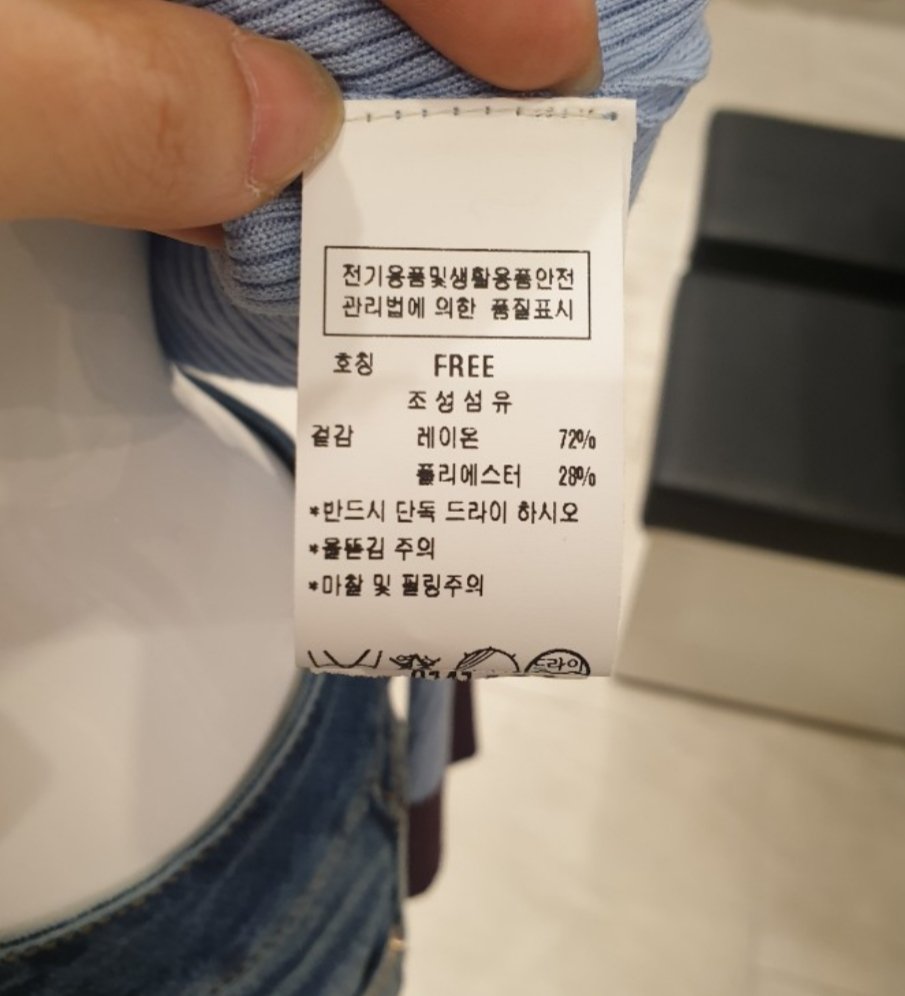 전기용품및생활용품안전
관리법에 의한 품질표시
호칭 FREE
조성섬유
겉감 레이온 72%
폴리에스터 28%
*반드시 단독 드라이 하시오
*올뜯김 주의
*마찰 및 필링주의
드라이